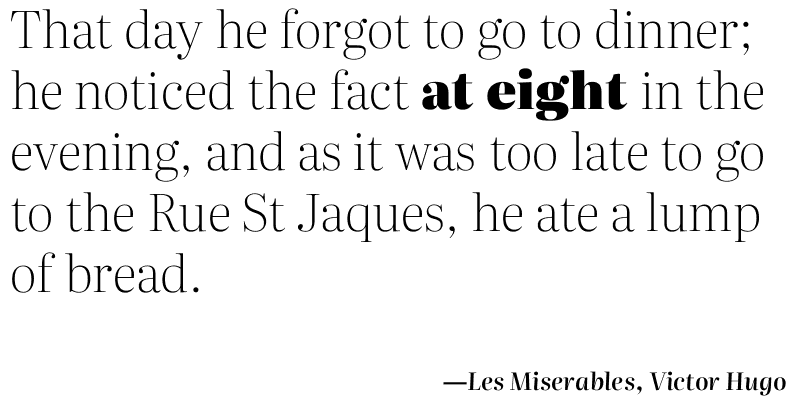 That day he forgot to go to dinner;
he noticed the fact at eight in the
evening, and as it was too late to go
to the Rue St Jaques, he ate a lump
of bread.
—Les Miserables, Victor Hugo